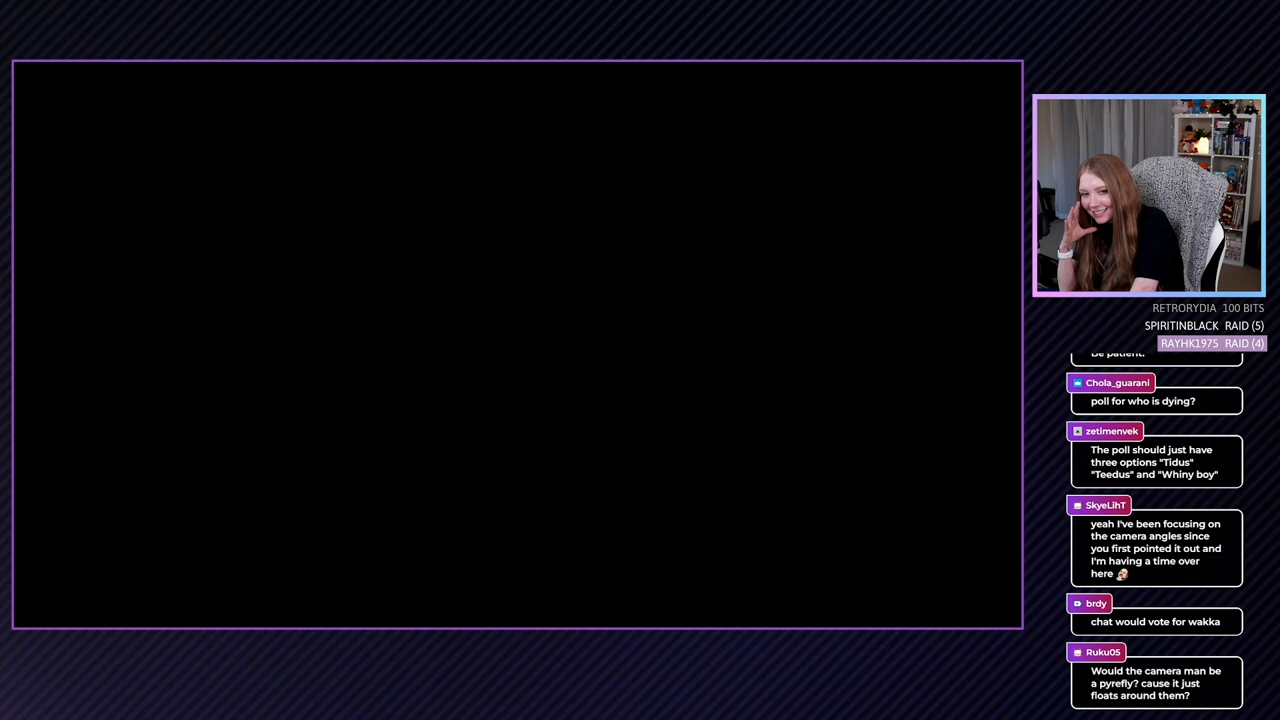 RETRORYDIA 100 BITS
SPIRITINBLACK RAID (5)
RAYHK1975 RAID (4)
Be patient.
Chola_guarani
poll for who is dying?
zetimenvek
The poll should just have
three options "Tidus"
"Teedus" and "Whiny boy"
SkyeLihT
yeah I've been focusing on
the camera angles since
you first pointed it out and
I'm having a time over
here
brdy
chat would vote for wakka
Ruku05
Would the camera man be
a pyrefly? cause it just
floats around them?